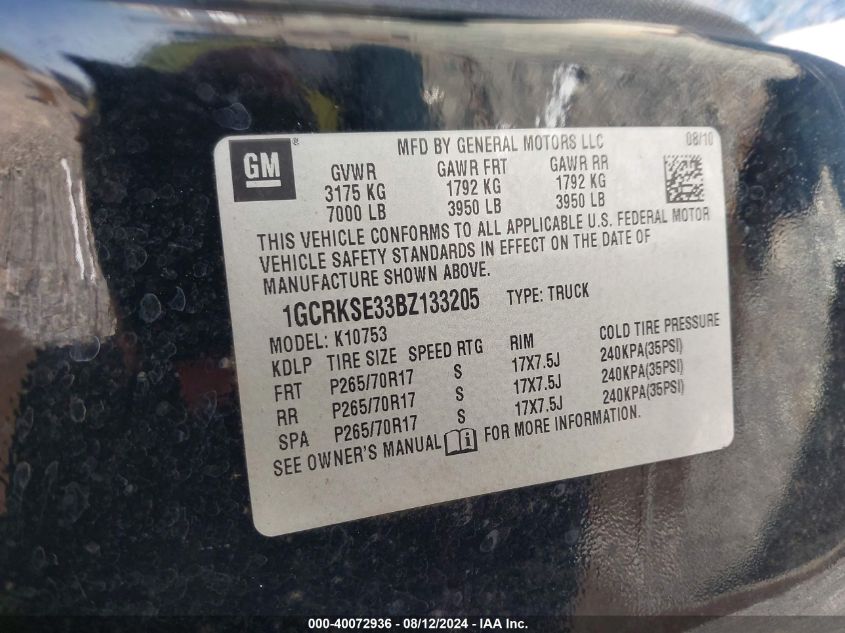 MFD BY GENERAL MOTORS LLC 08/10
GM ®
GVWR GAWR FRT GAWR RR
3175 KG 1792 KG 1792 KG
7000 LB 3950 LB 3950 LB
THIS VEHICLE CONFORMS TO ALL APPLICABLE U.S. FEDERAL MOTOR
VEHICLE SAFETY STANDARDS IN EFFECT ON THE DATE OF
MANUFACTURE SHOWN ABOVE.
1GCRKSE33BZ133205 TYPE: TRUCK
MODEL: K10753
KDLP TIRE SIZE SPEED RTG RIM COLD TIRE PRESSURE
FRT P265/70R17 S 17X7.5J 240KPA(35PSI)
RR P265/70R17 S 17X7.5J 240KPA(35PSI)
SPA P265/70R17 S 17X7.5J 240KPA(35PSI)
SEE OWNER'S MANUAL i FOR MORE INFORMATION.
000-40072936 - 08/12/2024 - IAA Inc.